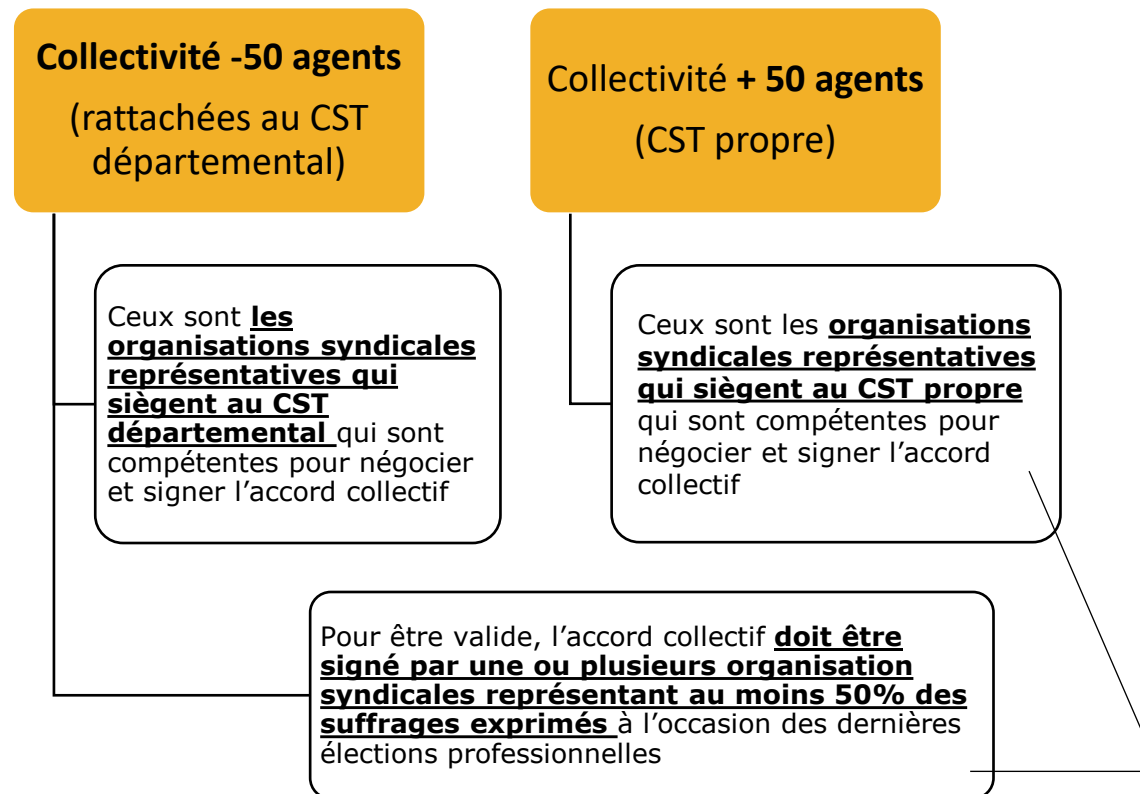 Collectivité -50 agents
(rattachées au CST
départemental)
Collectivité + 50 agents
(CST propre)
Ceux sont les
organisations syndicales
représentatives qui
siègent au CST
départemental qui sont
compétentes pour négocier
et signer l’accord collectif
Ceux sont les organisations
syndicales représentatives
qui siègent au CST propre
qui sont compétentes pour
négocier et signer l’accord
collectif
Pour être valide, l’accord collectif doit être
signé par une ou plusieurs organisation
syndicales représentant au moins 50% des
suffrages exprimés à l’occasion des dernières
élections professionnelles